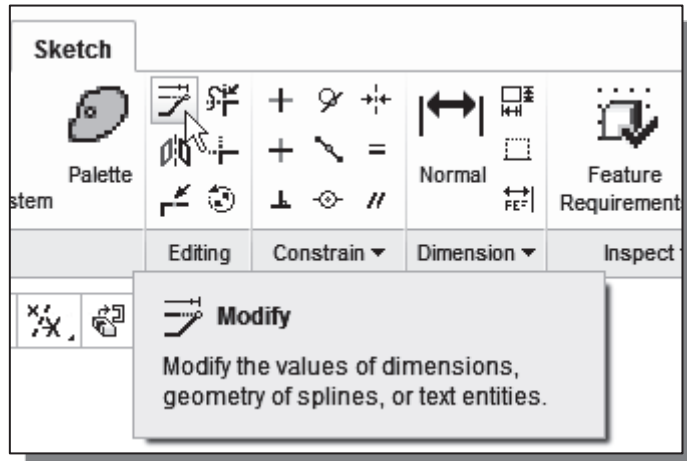 Sketch
Palette
stem
Normal
Feature
Requirement
Editing
Constrain
Dimension
Inspect
REF
Modify
Modify the values of dimensions,
geometry of splines, or text entities.